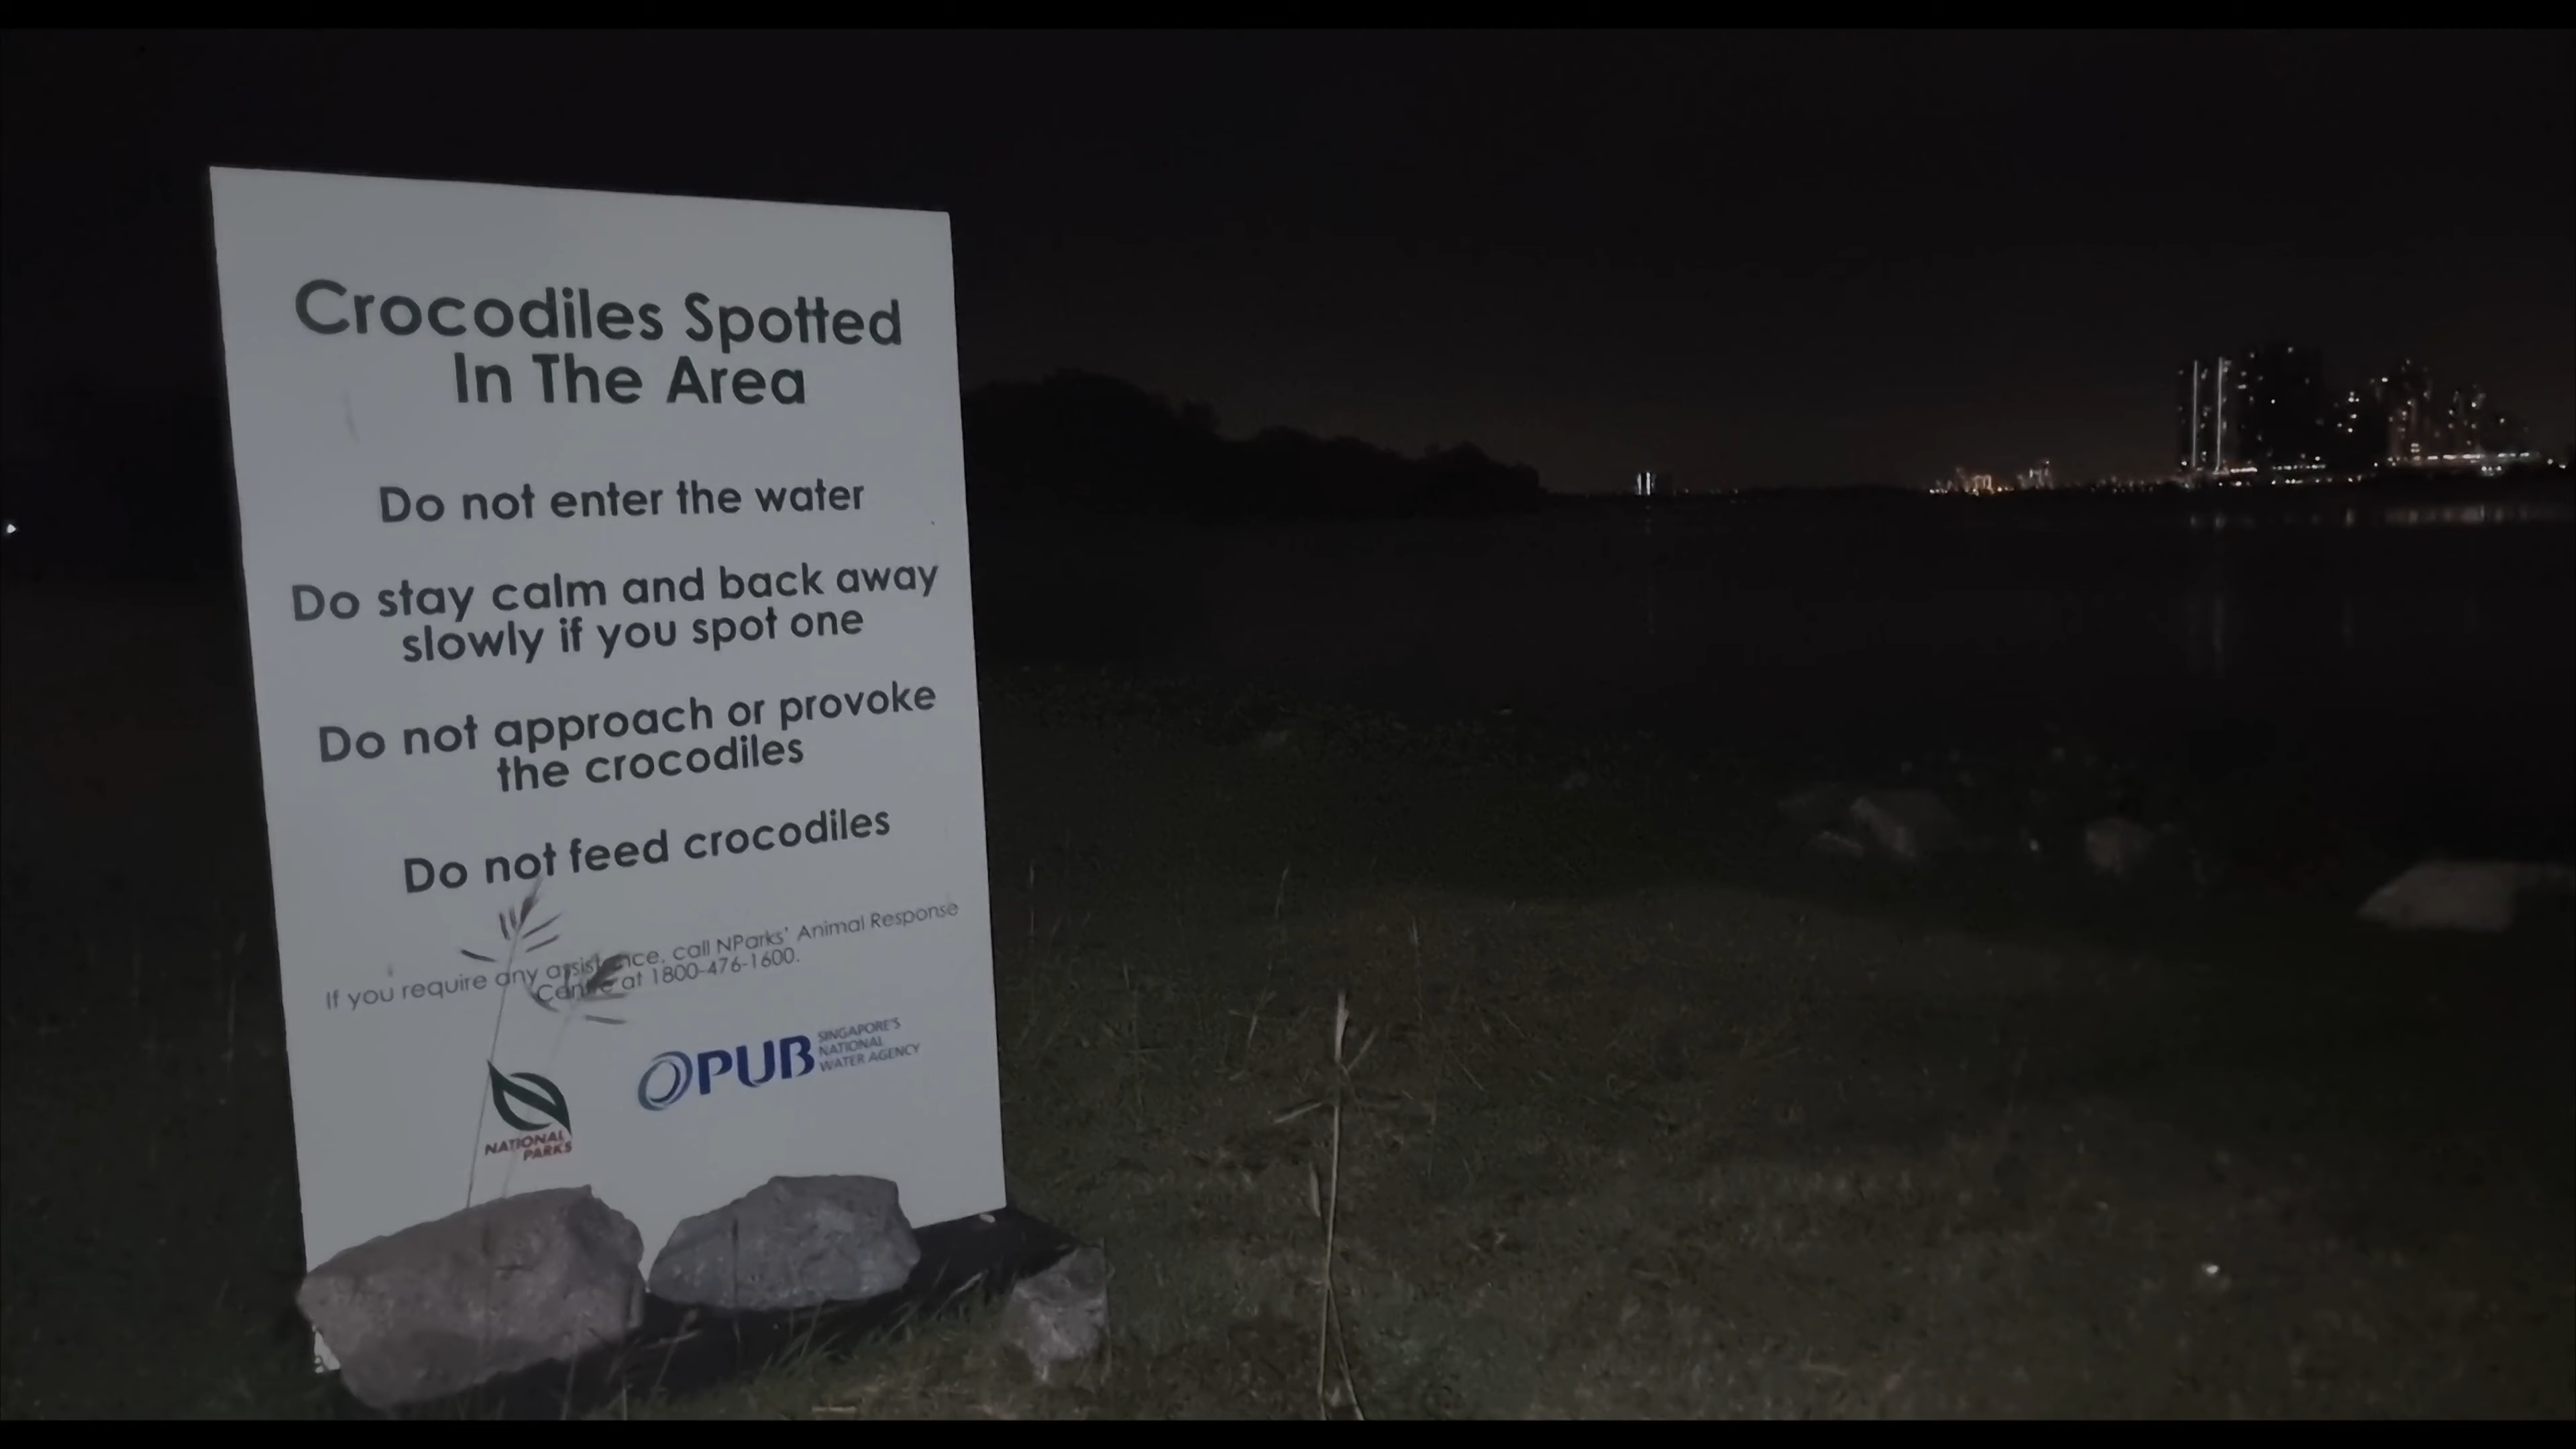 Crocodiles Spotted
In The Area
Do not enter the water
Do stay calm and back away
slowly if you spot one
Do not approach or provoke
the crocodiles
Do not feed crocodiles
If you require any assistance, call NParks' Animal Response
Centre at 1800-476-1600.
NATIONAL
PARKS
PUB
SINGAPORE'S
NATIONAL
WATER AGENCY